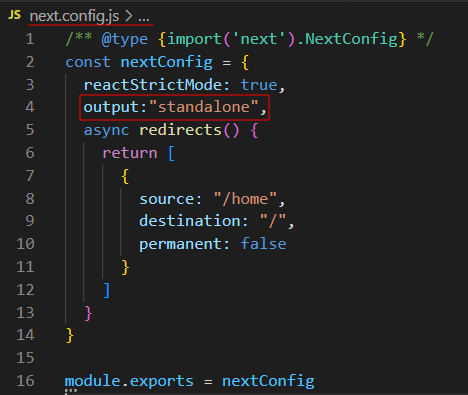 JS next.config.js > ...
1 /** @type {import('next').NextConfig} */
2 const nextConfig = {
3   reactStrictMode: true,
4   output:"standalone",
5   async redirects() {
6     return [
7       {
8         source: "/home",
9         destination: "/",
10         permanent: false
11       }
12     ]
13   }
14 }
15
16 module.exports = nextConfig